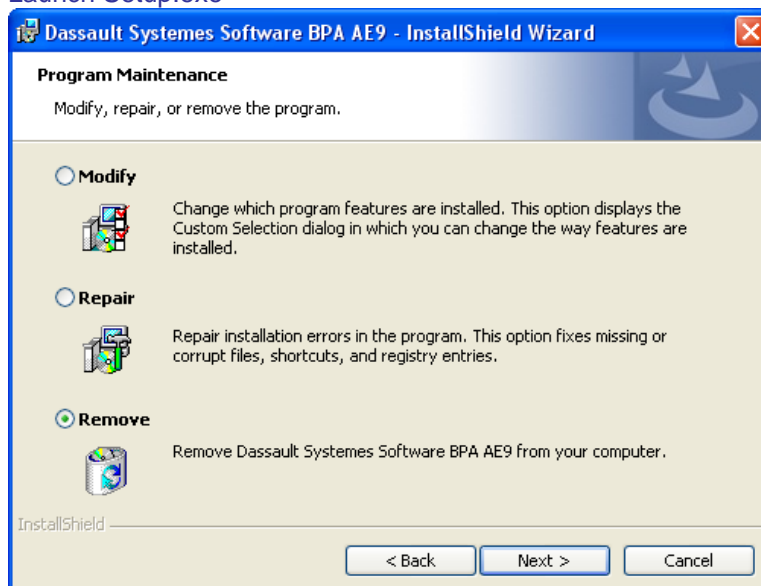 Launch Setup.exe
Dassault Systemes Software BPA AE9 - InstallShield Wizard
Program Maintenance
Modify, repair, or remove the program.
Modify
Change which program features are installed. This option displays the
Custom Selection dialog in which you can change the way features are
installed.
Repair
Repair installation errors in the program. This option fixes missing or
corrupt files, shortcuts, and registry entries.
Remove
Remove Dassault Systemes Software BPA AE9 from your computer.
InstallShield
< Back
Next >
Cancel